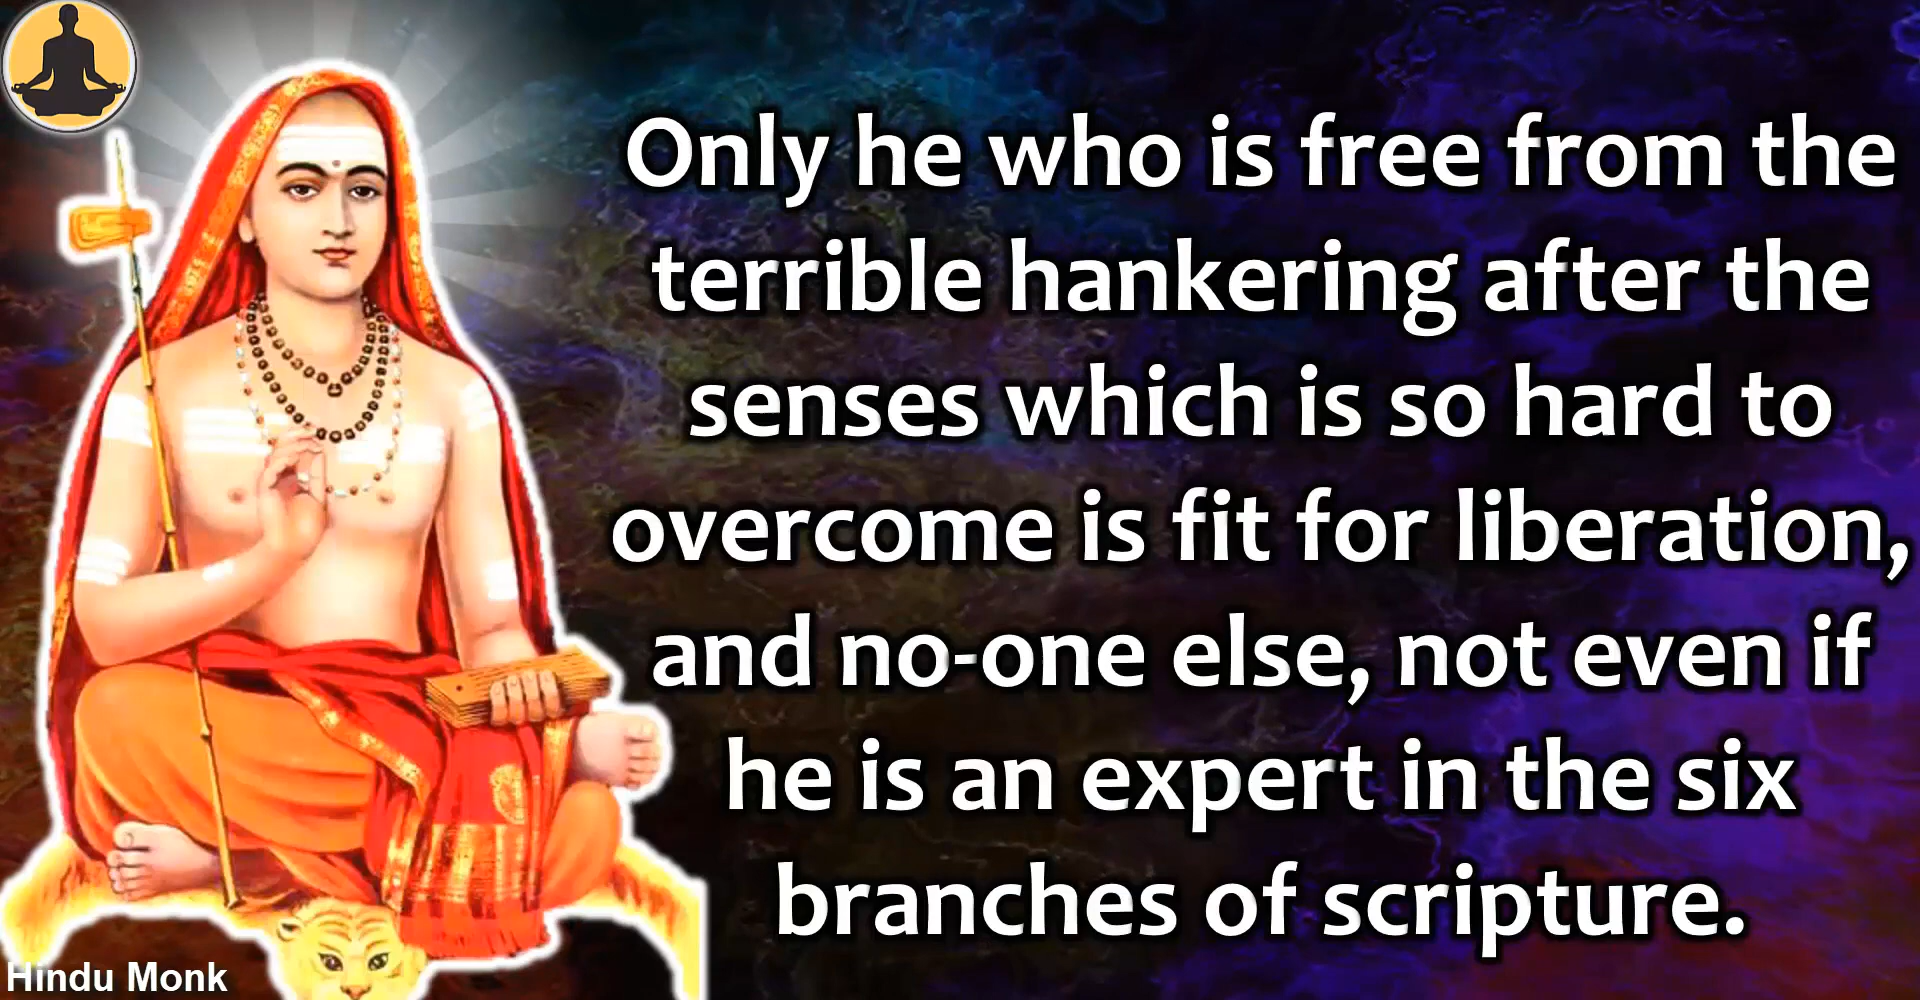 Only he who is free from the
terrible hankering after the
senses which is so hard to
overcome is fit for liberation,
and no-one else, not even if
he is an expert in the six
branches of scripture.
Hindu Monk